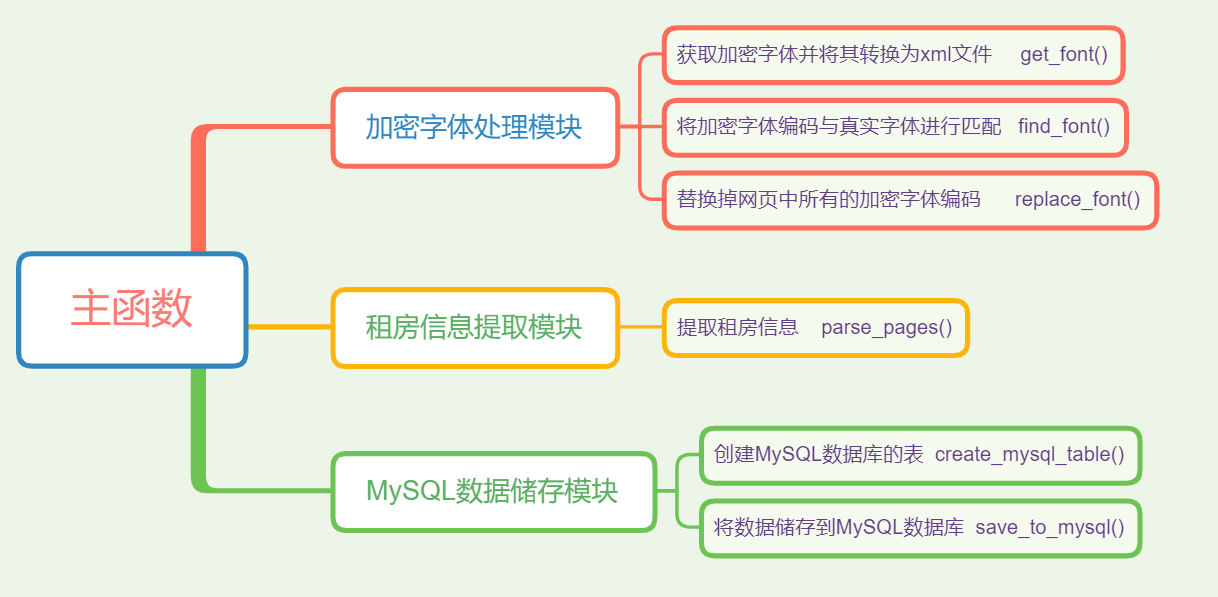 主函数
加密字体处理模块
获取加密字体并将其转换为xml文件 get_font()
将加密字体编码与真实字体进行匹配 find_font()
替换掉网页中所有的加密字体编码 replace_font()
租房信息提取模块
提取租房信息 parse_pages()
MySQL数据储存模块
创建MySQL数据库的表 create_mysql_table()
将数据储存到MySQL数据库 save_to_mysql()